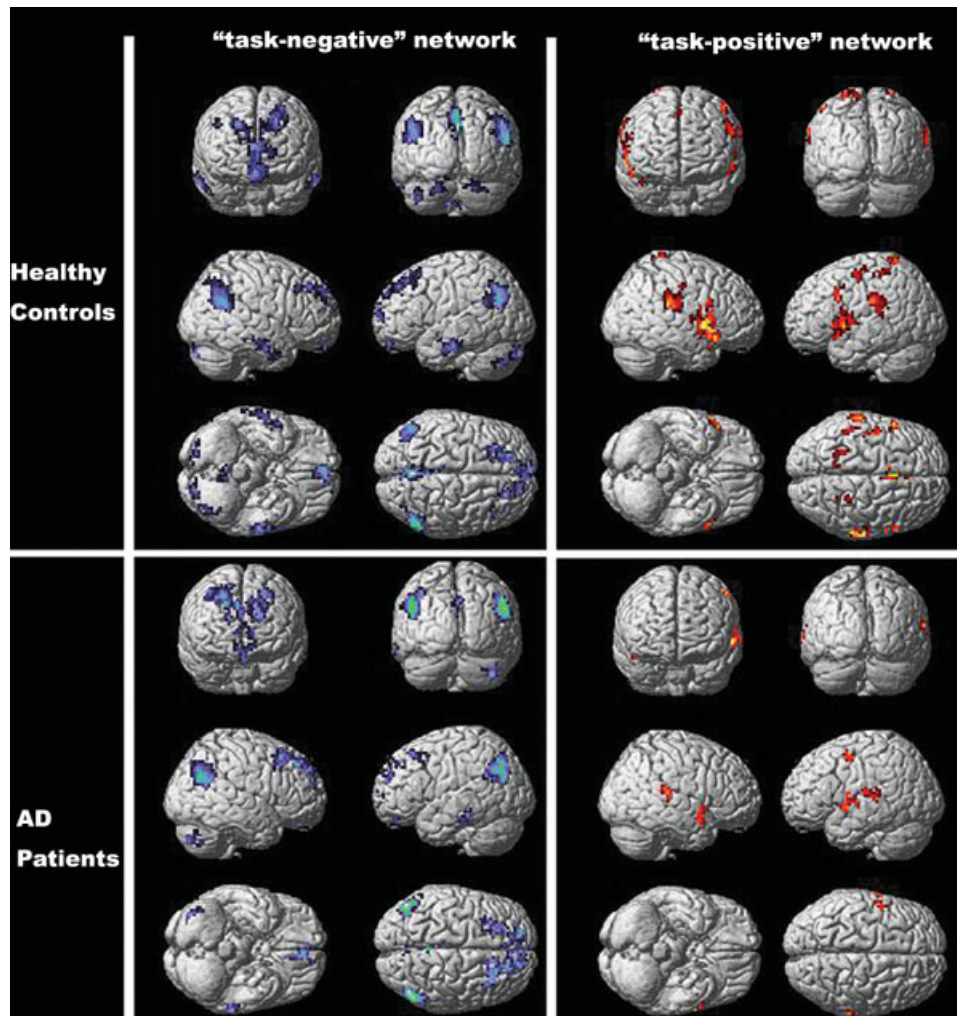 “task-negative” network
“task-positive” network
Healthy
Controls
AD
Patients